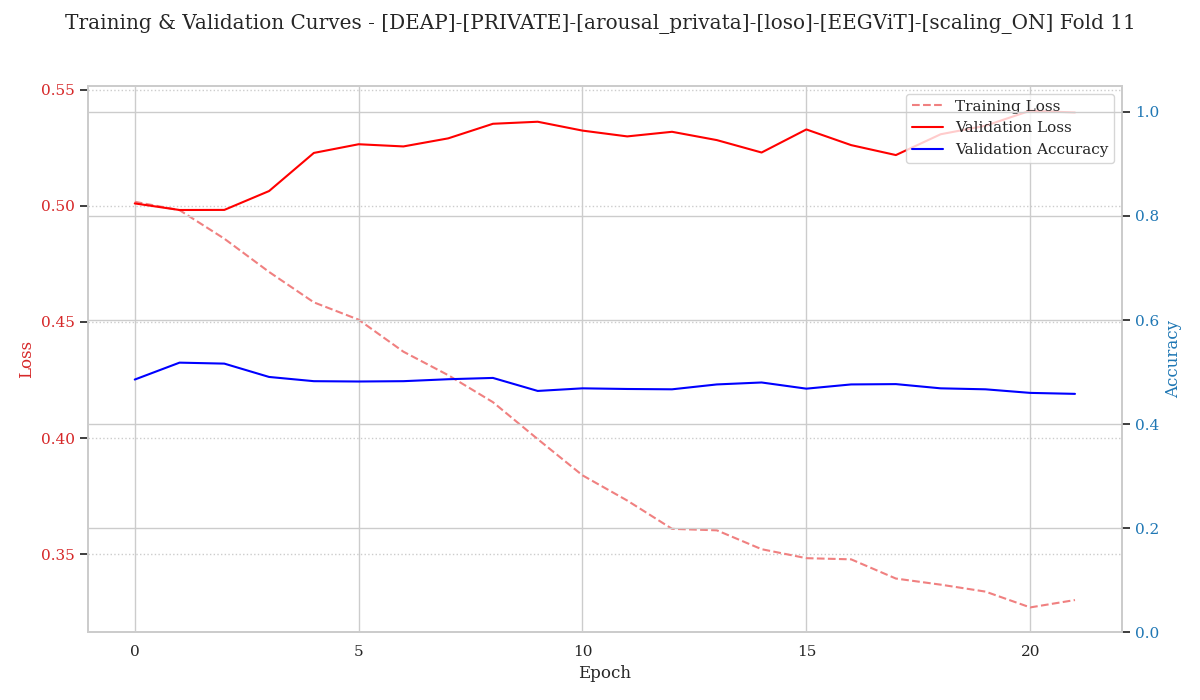 Training & Validation Curves - [DEAP]-[PRIVATE]-[arousal_privata]-[loso]-[EEGViT]-[scaling_ON] Fold 11
Training Loss
Validation Loss
Validation Accuracy
0.55
0.50
0.45
0.40
0.35
Loss
1.0
0.8
0.6
0.4
0.2
0.0
Accuracy
0
5
10
15
20
Epoch